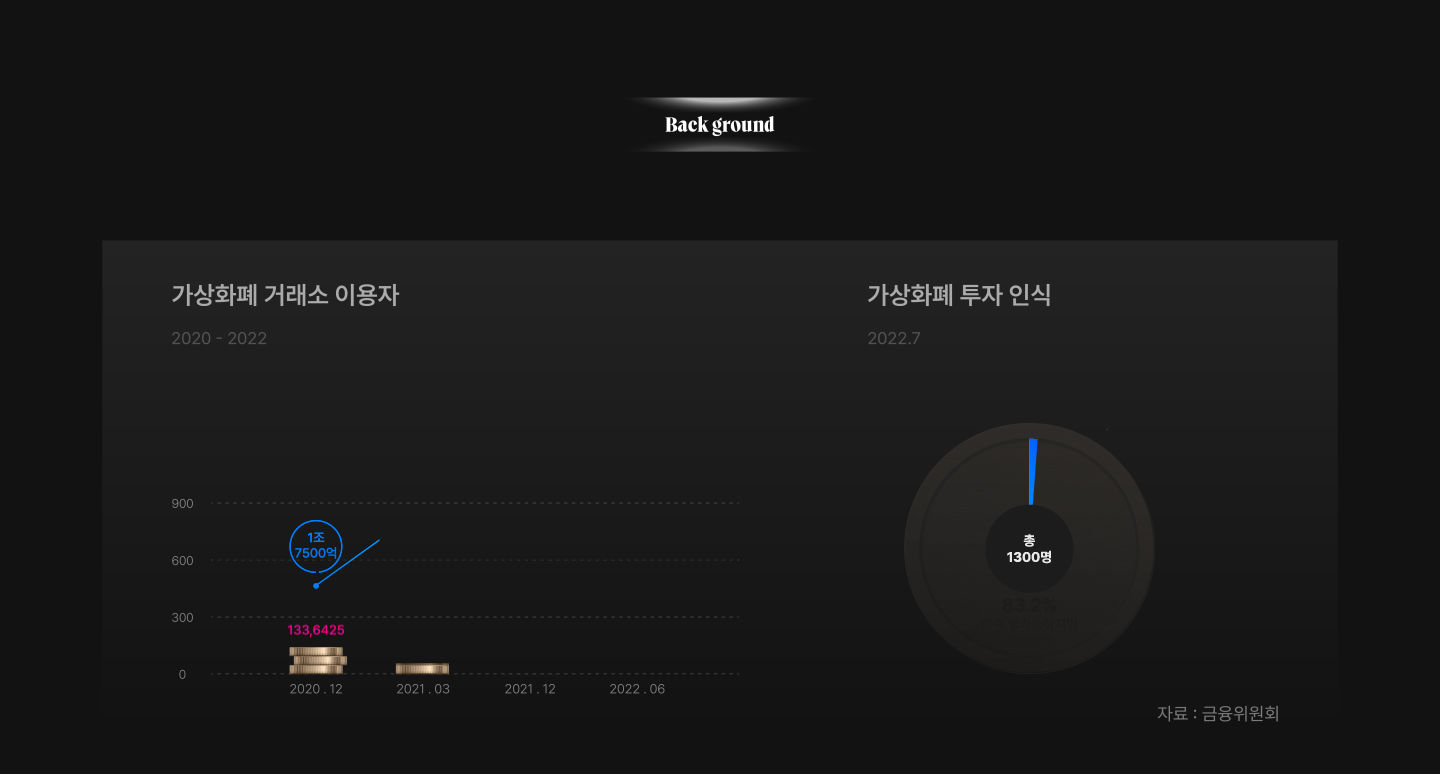 Back ground
가상화폐 거래소 이용자
2020 - 2022
900
600
300
0
1조
7500억
133,6425
2020 . 12
2021 . 03
2021 . 12
2022 . 06
가상화폐 투자 인식
2022.7
총
1300명
83.2%
자료 : 금융위원회